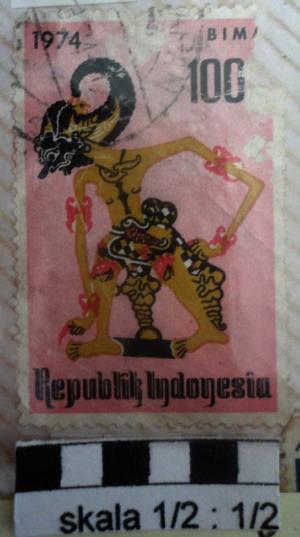 1974 BIMA
100
Republik Indonesia
skala 1/2 : 1/2